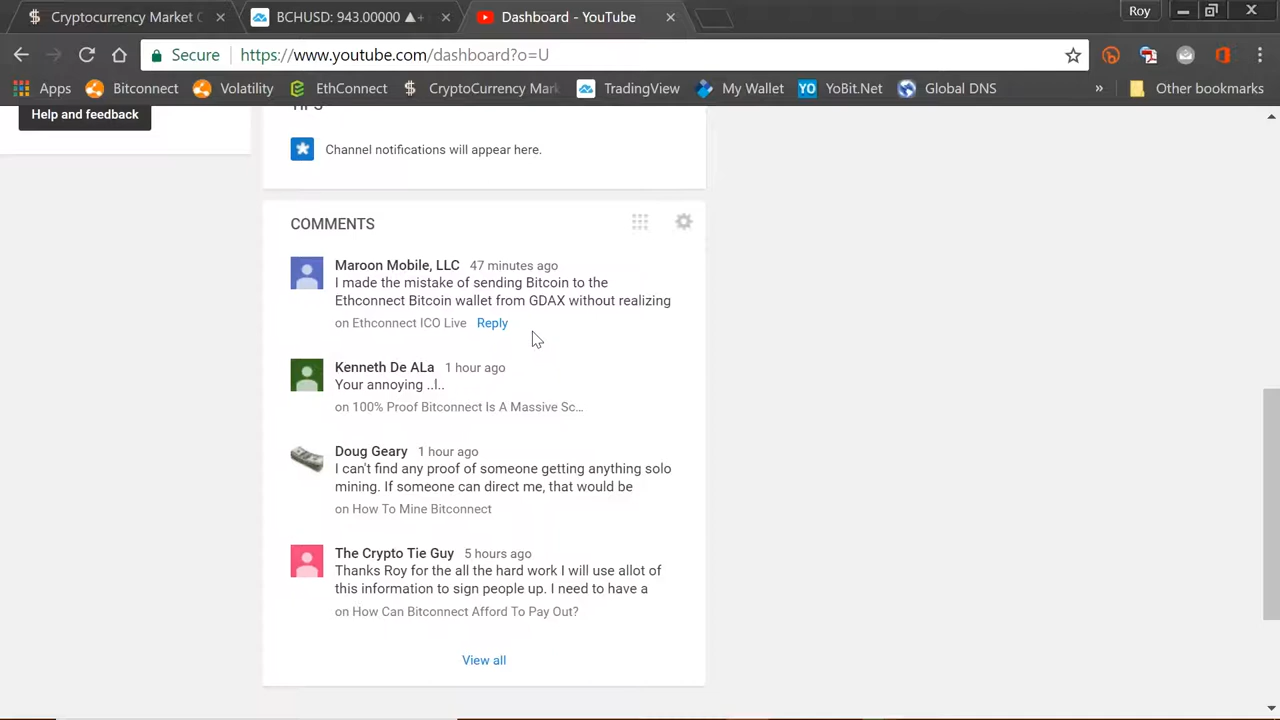 Cryptocurrency Market C
BCHUSD: 943.00000 ▲+
Dashboard - YouTube
Roy
Secure
https://www.youtube.com/dashboard?o=U
Apps
Bitconnect
Volatility
EthConnect
CryptoCurrency Mark
TradingView
My Wallet
YO
YoBit.Net
Global DNS
»
Other bookmarks
Help and feedback
TIPS
Channel notifications will appear here.
COMMENTS
Maroon Mobile, LLC 47 minutes ago
I made the mistake of sending Bitcoin to the
Ethconnect Bitcoin wallet from GDAX without realizing
on Ethconnect ICO Live Reply
Kenneth De ALa 1 hour ago
Your annoying ..I..
on 100% Proof Bitconnect Is A Massive Sc...
Doug Geary 1 hour ago
I can't find any proof of someone getting anything solo
mining. If someone can direct me, that would be
on How To Mine Bitconnect
The Crypto Tie Guy 5 hours ago
Thanks Roy for the all the hard work I will use allot of
this information to sign people up. I need to have a
on How Can Bitconnect Afford To Pay Out?
View all